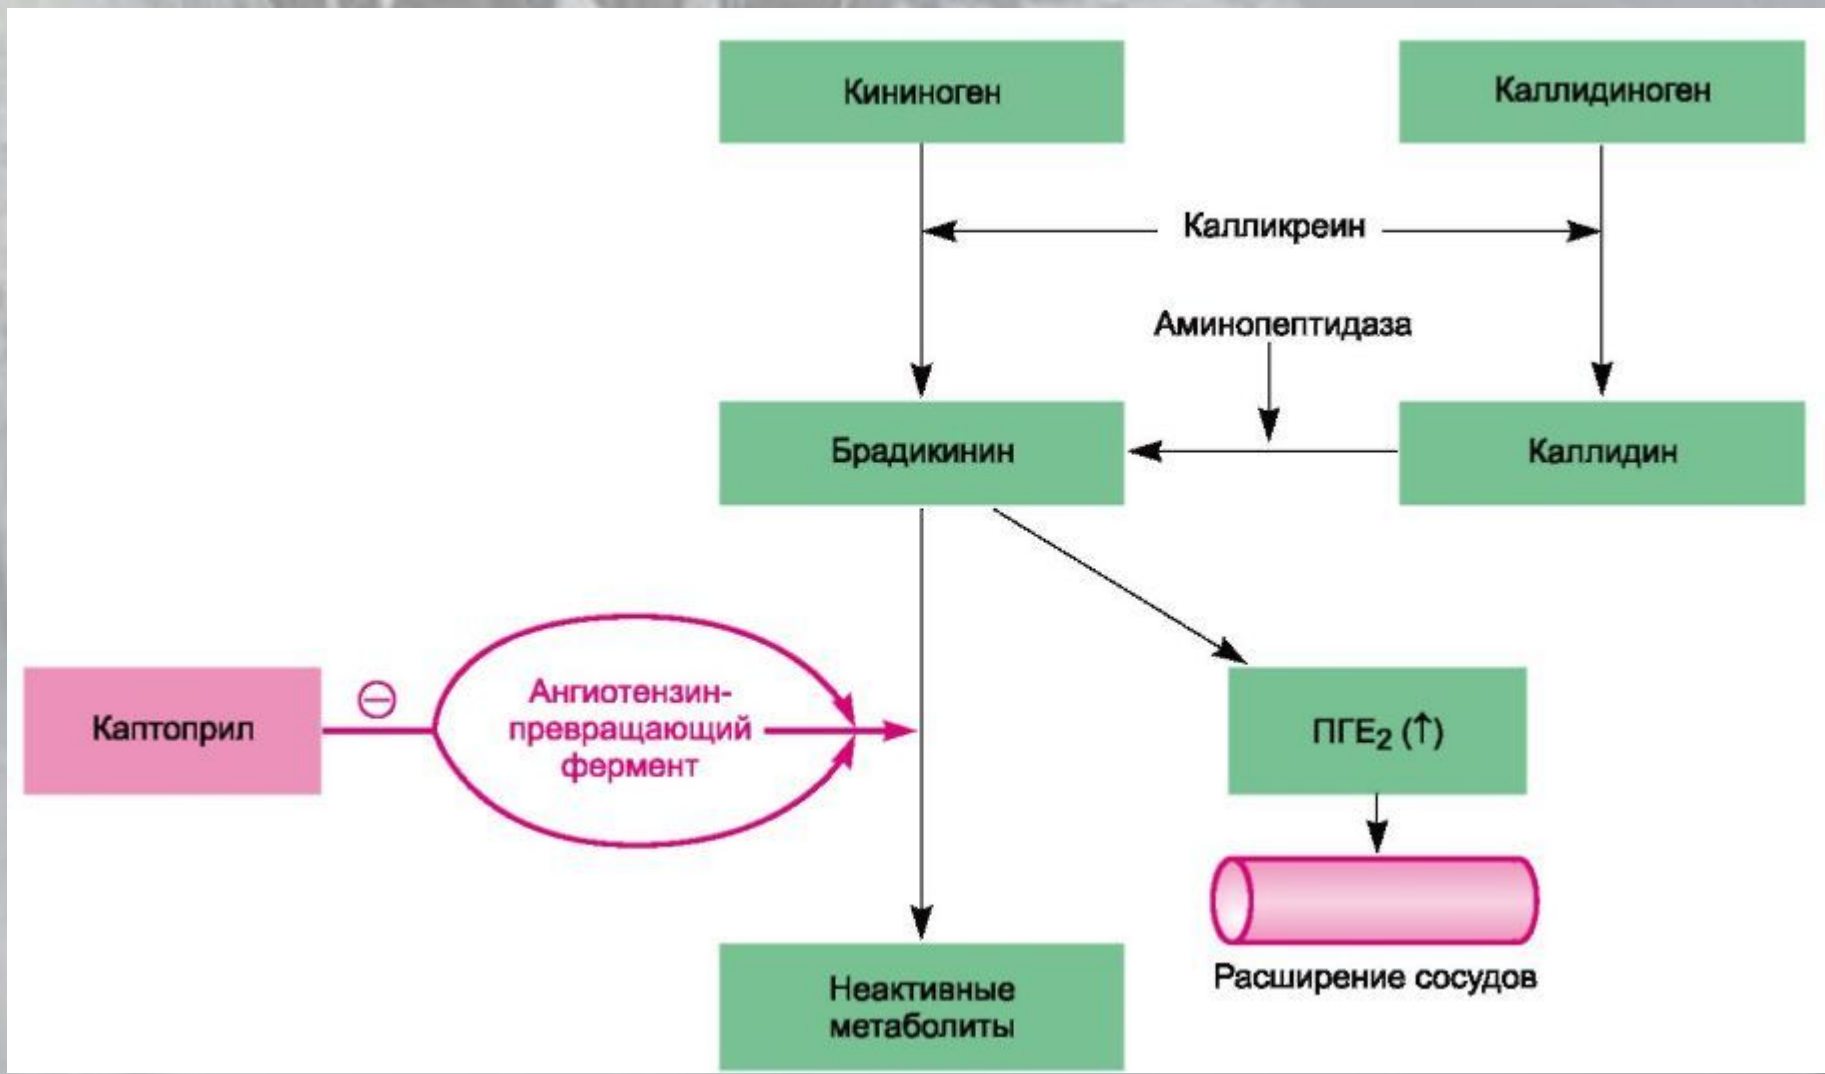 Кининоген
Каллидиноген
Калликреин
Аминопептидаза
Брадикинин
Каллидин
Каптоприл
⊖
Ангиотензин-
превращающий
фермент
ПГЕ₂ (↑)
Расширение сосудов
Неактивные
метаболиты